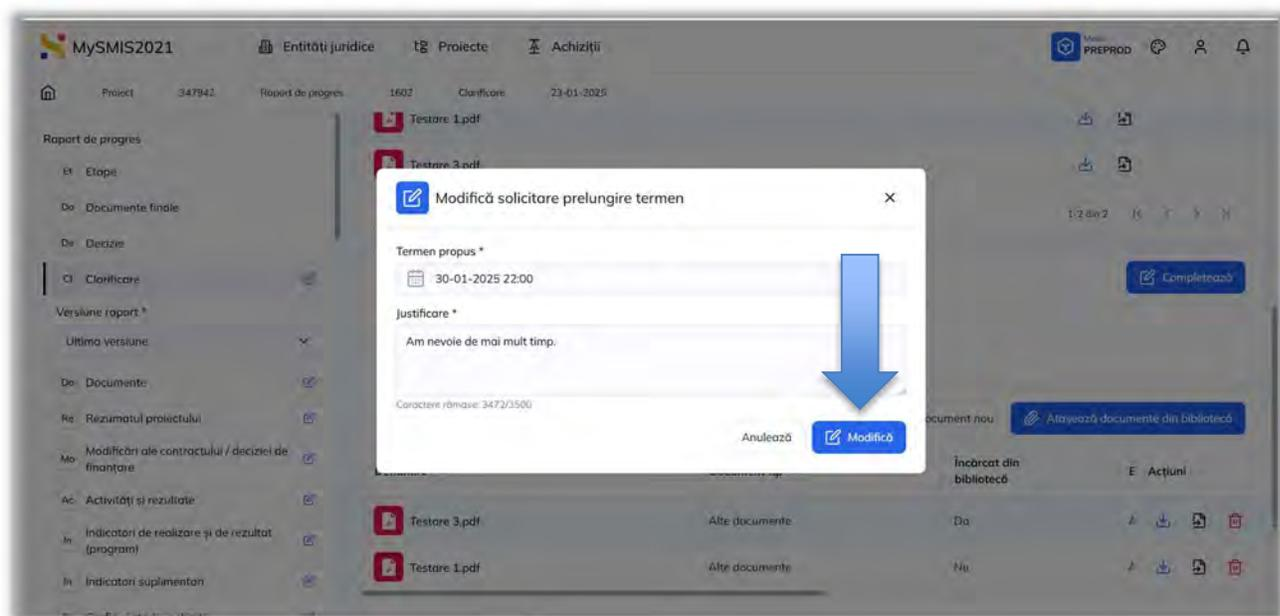 MySMIS2021
Entități juridice
Proiecte
Achiziții
Mediu
PREPROD
Proiect 347942 Raport de progres 1602 Clarificare 23-01-2025
Raport de progres
Et Etape
Do Documente finale
De Decizie
Cl Clarificare
Versiune raport *
Ultima versiune
Do Documente
Re Rezumatul proiectului
Mo Modificări ale contractului / deciziei de
finanțare
Ac Activități și rezultate
In Indicatori de realizare și de rezultat
(program)
In Indicatori suplimentari
Testare 1.pdf
Testare 3.pdf
1-2 din 2
Completează
Modifică solicitare prelungire termen
Termen propus *
30-01-2025 22:00
Justificare *
Am nevoie de mai mult timp.
Caractere rămase: 3472/3500
Anulează
Modifică
ocument nou
Atașează documente din bibliotecă
Încărcat din
bibliotecă
E Acțiuni
Testare 3.pdf Alte documente Da
Testare 1.pdf Alte documente Nu